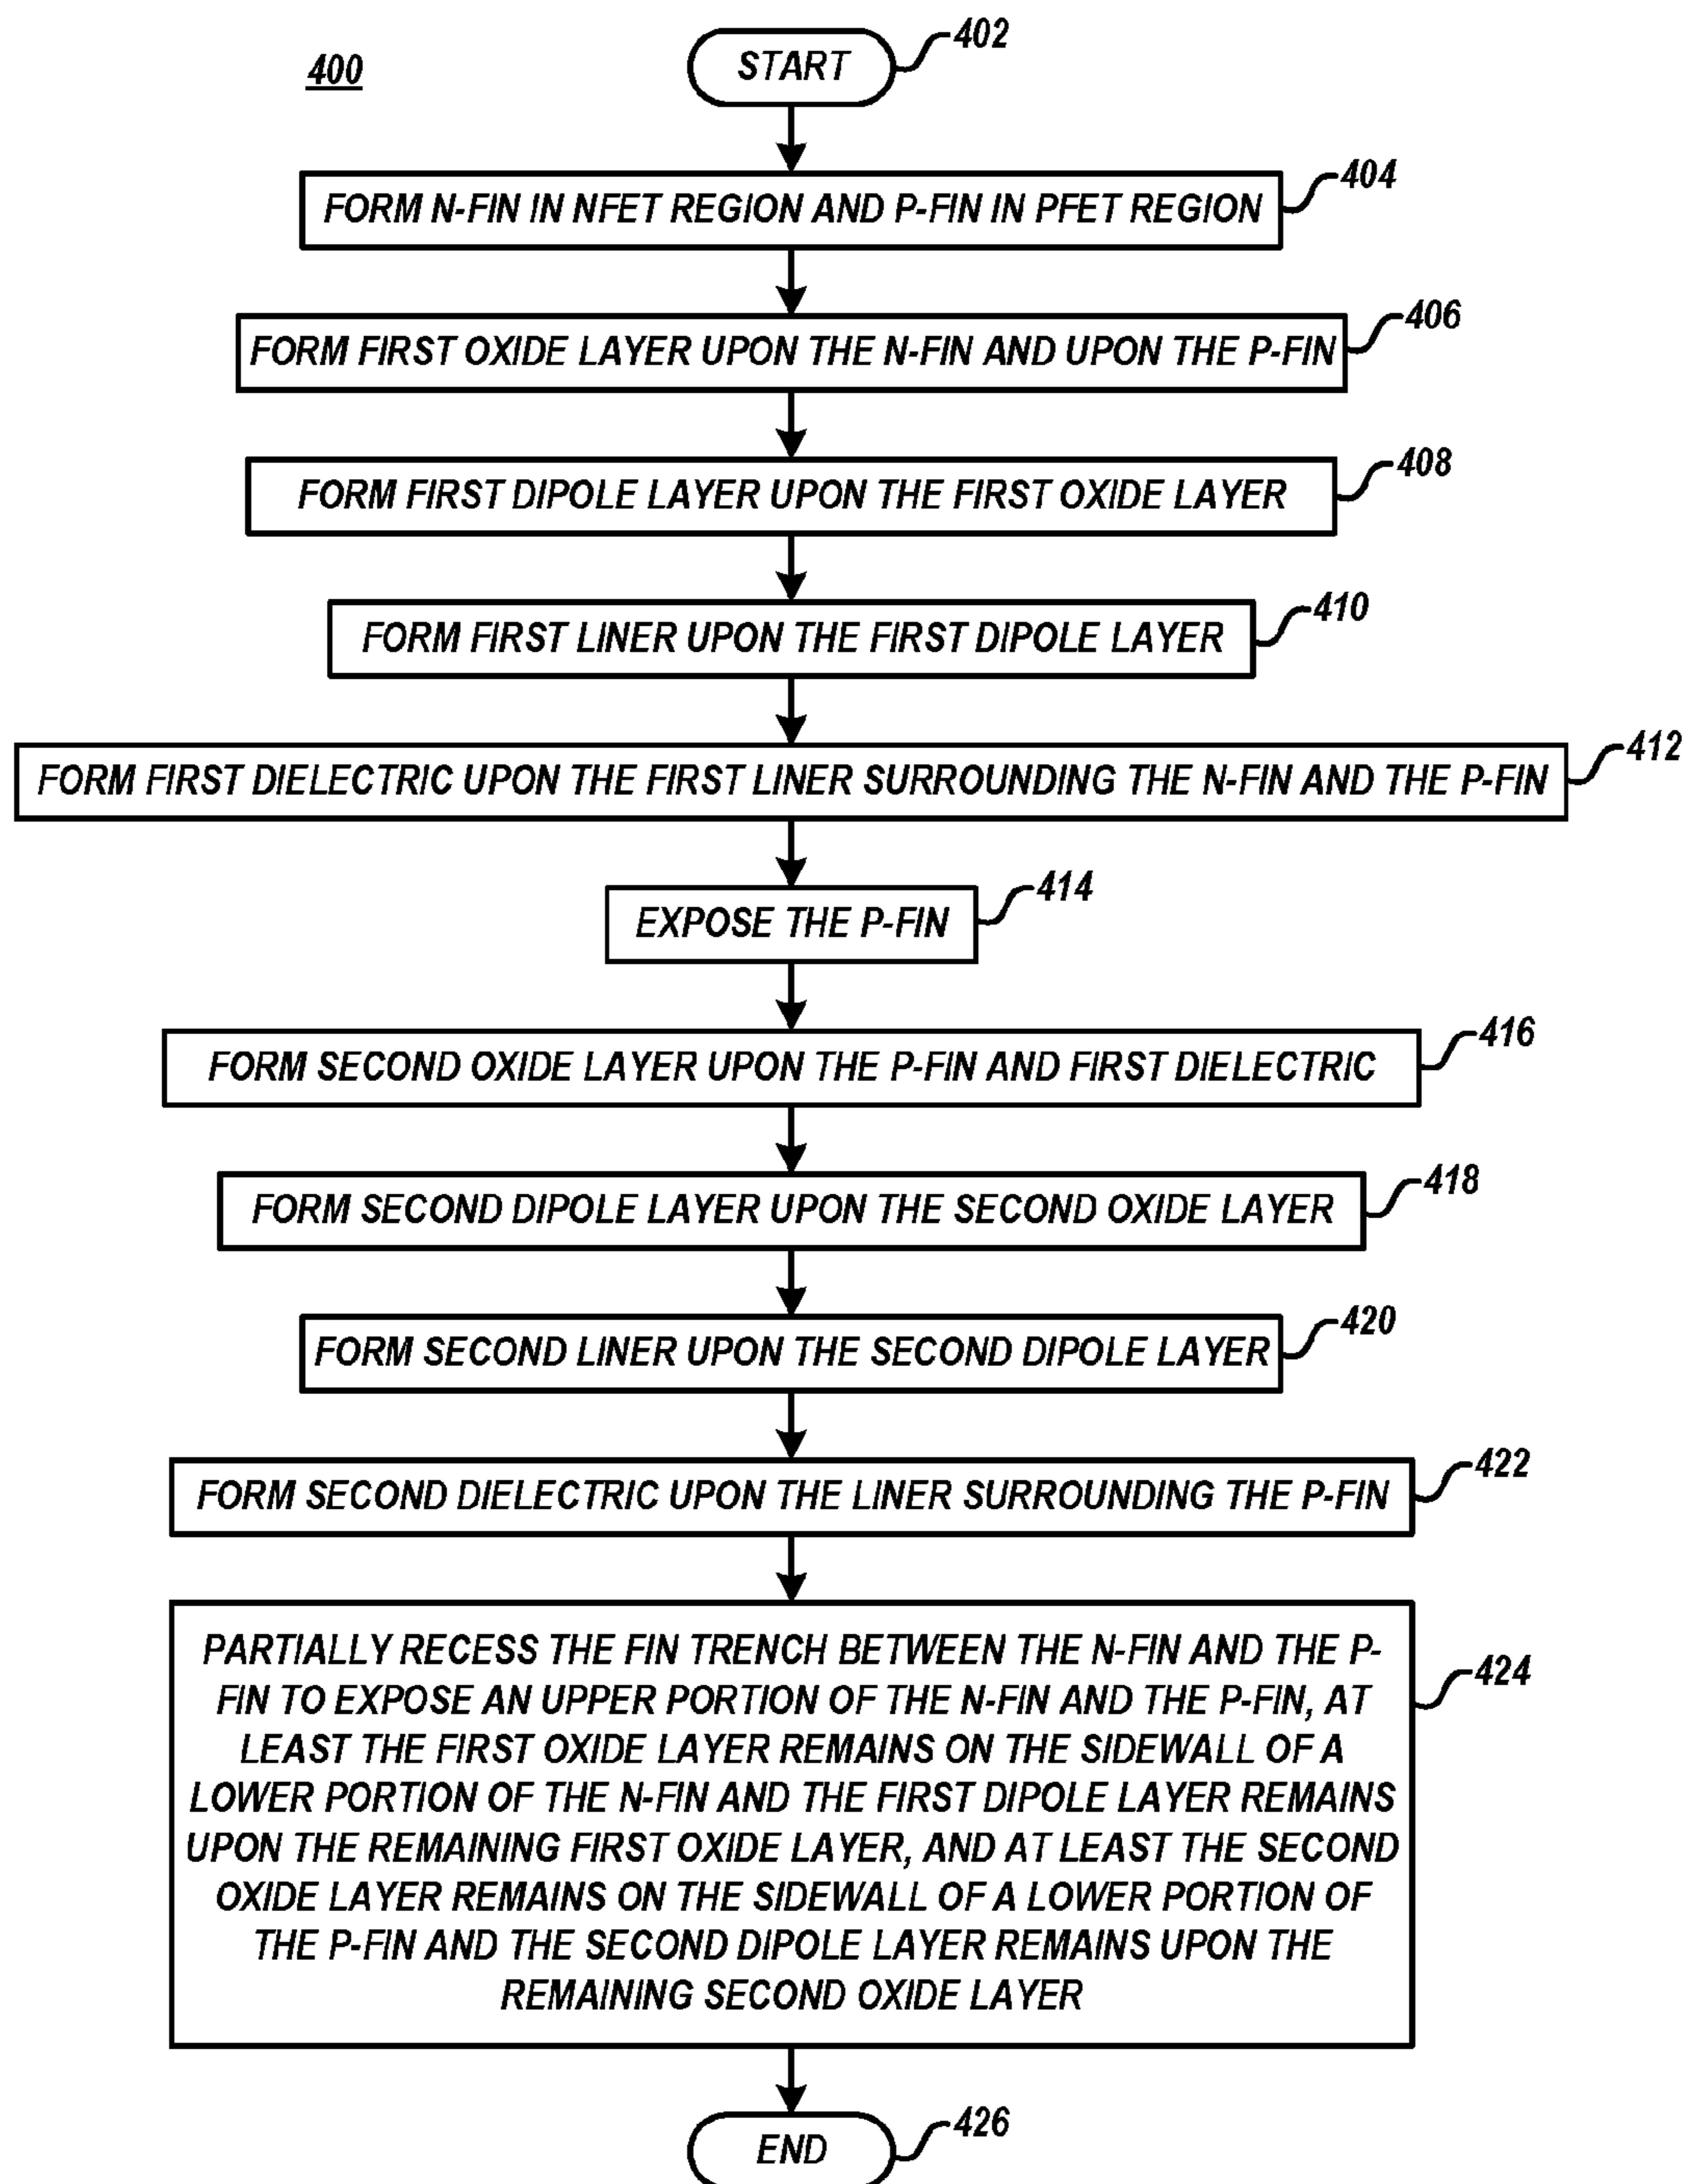 400
START
402
FORM N-FIN IN NFET REGION AND P-FIN IN PFET REGION
404
FORM FIRST OXIDE LAYER UPON THE N-FIN AND UPON THE P-FIN
406
FORM FIRST DIPOLE LAYER UPON THE FIRST OXIDE LAYER
408
FORM FIRST LINER UPON THE FIRST DIPOLE LAYER
410
FORM FIRST DIELECTRIC UPON THE FIRST LINER SURROUNDING THE N-FIN AND THE P-FIN
412
EXPOSE THE P-FIN
414
FORM SECOND OXIDE LAYER UPON THE P-FIN AND FIRST DIELECTRIC
416
FORM SECOND DIPOLE LAYER UPON THE SECOND OXIDE LAYER
418
FORM SECOND LINER UPON THE SECOND DIPOLE LAYER
420
FORM SECOND DIELECTRIC UPON THE LINER SURROUNDING THE P-FIN
422
PARTIALLY RECESS THE FIN TRENCH BETWEEN THE N-FIN AND THE P-
FIN TO EXPOSE AN UPPER PORTION OF THE N-FIN AND THE P-FIN, AT
LEAST THE FIRST OXIDE LAYER REMAINS ON THE SIDEWALL OF A
LOWER PORTION OF THE N-FIN AND THE FIRST DIPOLE LAYER REMAINS
UPON THE REMAINING FIRST OXIDE LAYER, AND AT LEAST THE SECOND
OXIDE LAYER REMAINS ON THE SIDEWALL OF A LOWER PORTION OF
THE P-FIN AND THE SECOND DIPOLE LAYER REMAINS UPON THE
REMAINING SECOND OXIDE LAYER
424
END
426